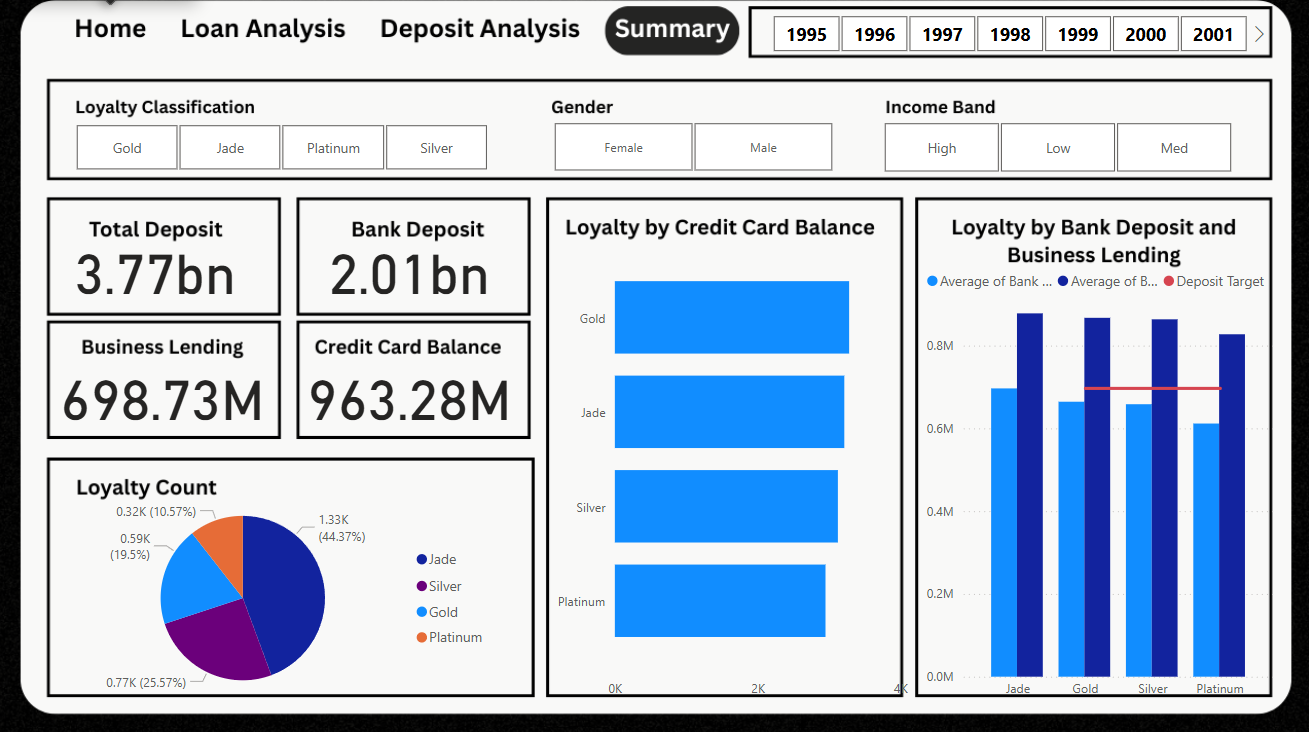 Home Loan Analysis Deposit Analysis Summary 1995 1996 1997 1998 1999 2000 2001
Loyalty Classification Gender Income Band
Gold Jade Platinum Silver Female Male High Low Med
Total Deposit
3.77bn
Bank Deposit
2.01bn
Business Lending
698.73M
Credit Card Balance
963.28M
Loyalty Count
0.32K (10.57%)
1.33K
(44.37%)
0.59K
(19.5%)
0.77K (25.57%)
Jade
Silver
Gold
Platinum
Loyalty by Credit Card Balance
Gold
Jade
Silver
Platinum
0K 2K 4K
Loyalty by Bank Deposit and
Business Lending
Average of Bank ... Average of B... Deposit Target
0.8M
0.6M
0.4M
0.2M
0.0M
Jade Gold Silver Platinum